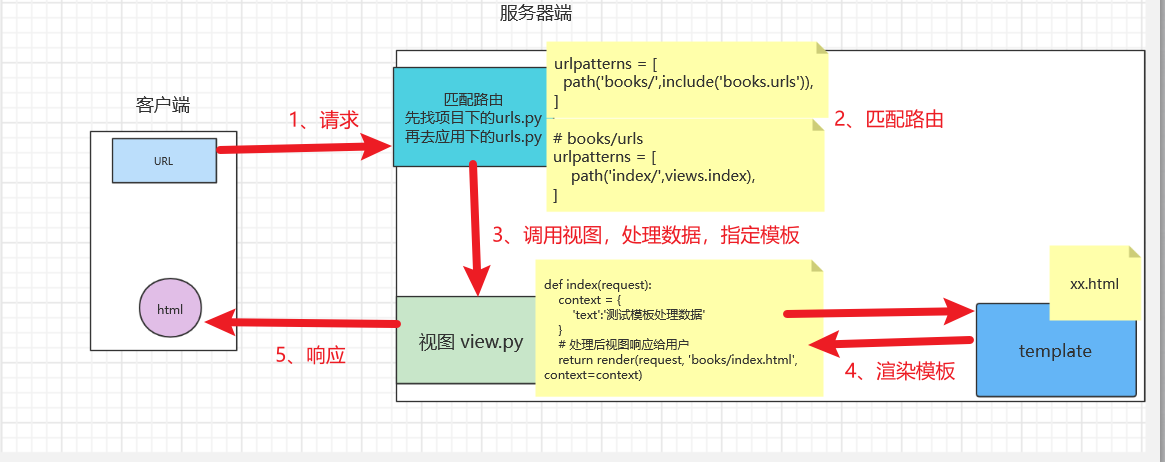 服务器端
客户端
URL
1、请求
匹配路由
先找项目下的urls.py
再去应用下的urls.py
urlpatterns = [
path('books/',include('books.urls')),
]
2、匹配路由
# books/urls
urlpatterns = [
path('index/',views.index),
]
3、调用视图，处理数据，指定模板
html
5、响应
视图 view.py
def index(request):
context = {
'text':'测试模板处理数据'
}
# 处理后视图响应给用户
return render(request, 'books/index.html',
context=context)
xx.html
template
4、渲染模板